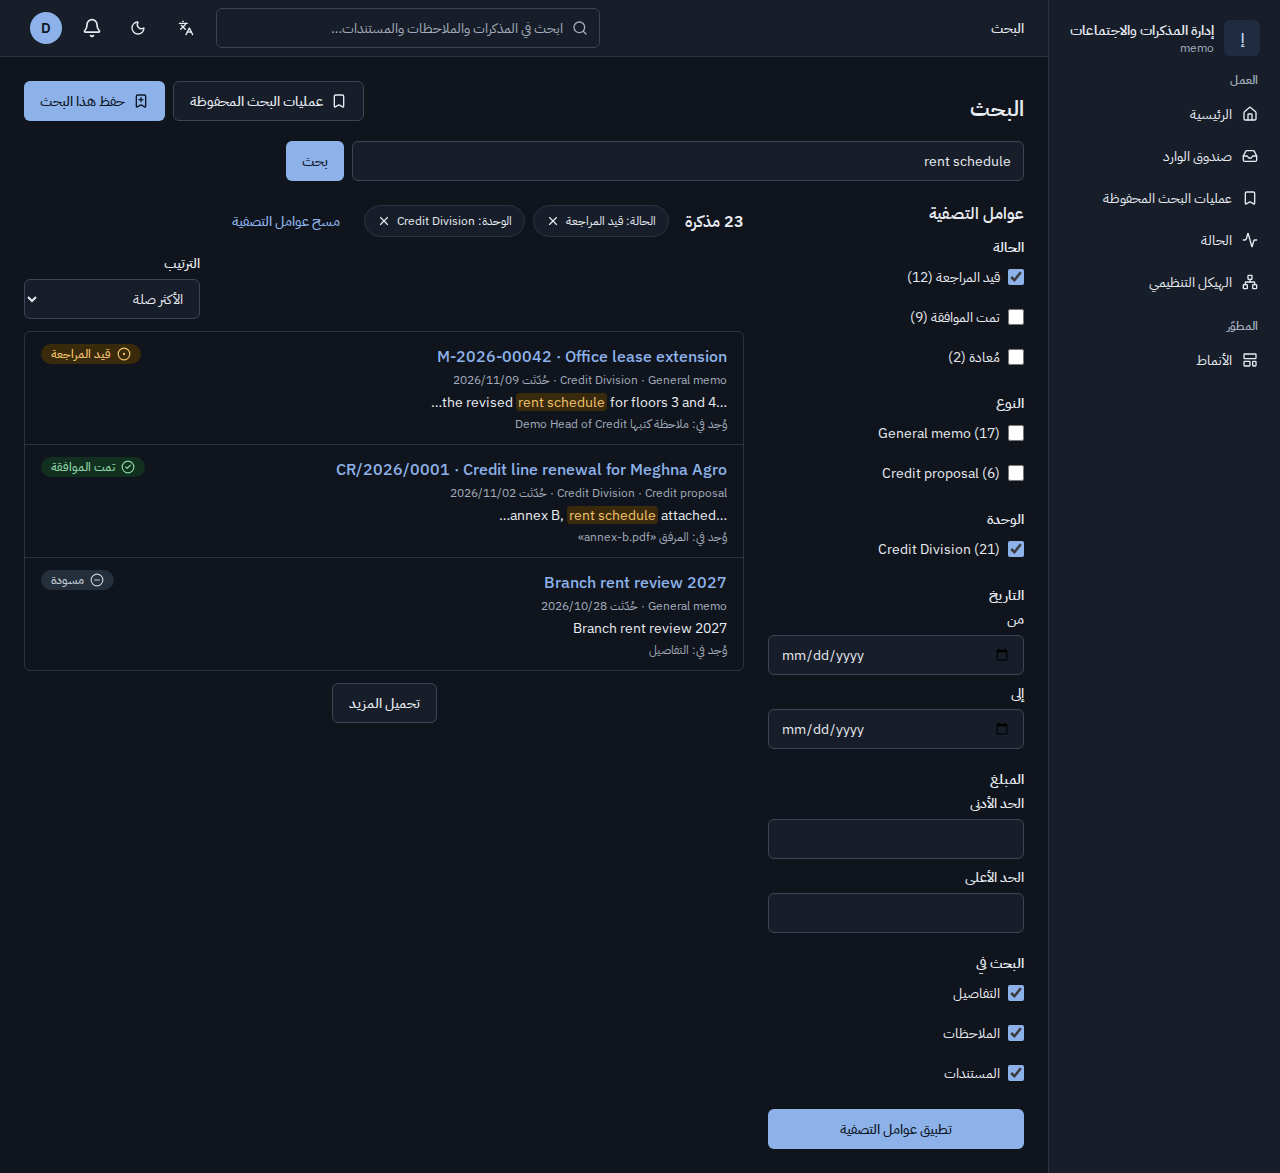 إدارة المذكرات والاجتماعات
memo
إ
العمل
الرئيسية
صندوق الوارد
عمليات البحث المحفوظة
الحالة
الهيكل التنظيمي
المطوّر
الأنماط
البحث
ابحث في المذكرات والملاحظات والمستندات...
D
البحث
عمليات البحث المحفوظة
حفظ هذا البحث
rent schedule
بحث
عوامل التصفية
الحالة
قيد المراجعة (12)
تمت الموافقة (9)
مُعادة (2)
النوع
General memo (17)
Credit proposal (6)
الوحدة
Credit Division (21)
التاريخ
من
mm/dd/yyyy
إلى
mm/dd/yyyy
المبلغ
الحد الأدنى
الحد الأعلى
البحث في
التفاصيل
الملاحظات
المستندات
تطبيق عوامل التصفية
23 مذكرة
الحالة: قيد المراجعة
الوحدة: Credit Division
مسح عوامل التصفية
الترتيب
الأكثر صلة
M-2026-00042 · Office lease extension
قيد المراجعة
General memo · Credit Division · حُدّثت 2026/11/09
...the revised rent schedule for floors 3 and 4...
وُجد في: ملاحظة كتبها Demo Head of Credit
CR/2026/0001 · Credit line renewal for Meghna Agro
تمت الموافقة
Credit proposal · Credit Division · حُدّثت 2026/11/02
...annex B, rent schedule attached...
وُجد في: المرفق «annex-b.pdf»
Branch rent review 2027
مسودة
General memo · حُدّثت 2026/10/28
Branch rent review 2027
وُجد في: التفاصيل
تحميل المزيد